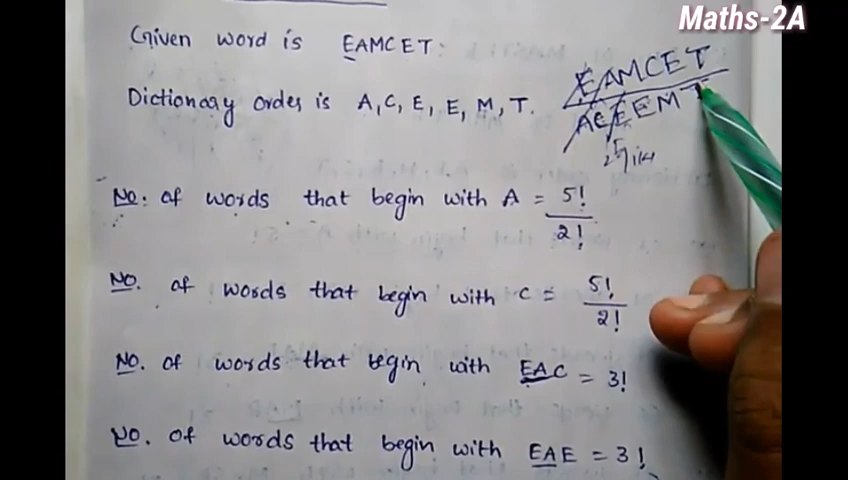 Maths-2A
Given word is EAMCET:
EAMCET
Dictionary order is A, C, E, E, M, T.
ACEEMT
No. of words that begin with A = 5!
2!
No. of words that begin with C = 5!
2!
No. of words that begin with EAC = 3!
No. of words that begin with EAE = 3!